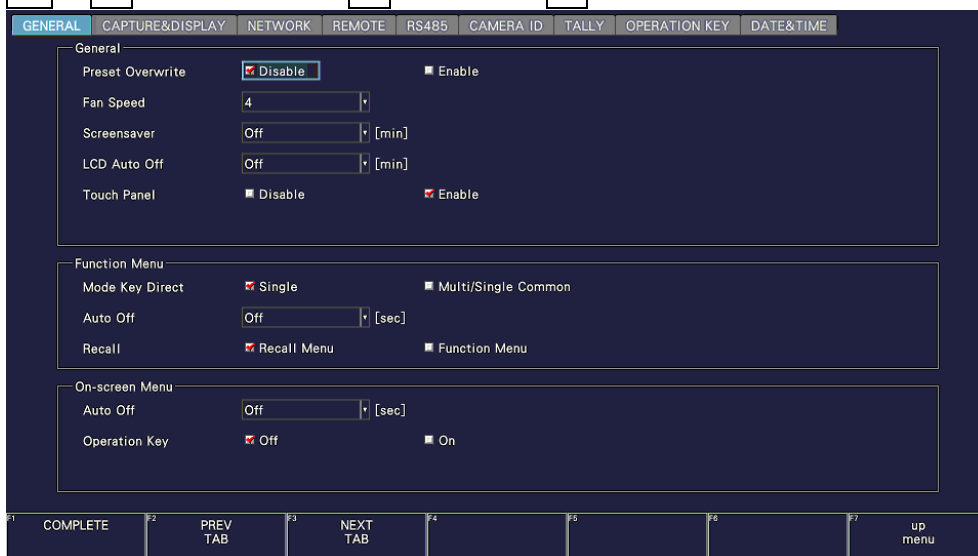 GENERAL CAPTURE&DISPLAY NETWORK REMOTE RS485 CAMERA ID TALLY OPERATION KEY DATE&TIME
General
Preset Overwrite Disable Enable
Fan Speed 4
Screensaver Off [min]
LCD Auto Off Off [min]
Touch Panel Disable Enable
Function Menu
Mode Key Direct Single Multi/Single Common
Auto Off Off [sec]
Recall Recall Menu Function Menu
On-screen Menu
Auto Off Off [sec]
Operation Key Off On
F1 COMPLETE F2 PREV F3 NEXT F4 F5 F6 F7 up
TAB TAB menu